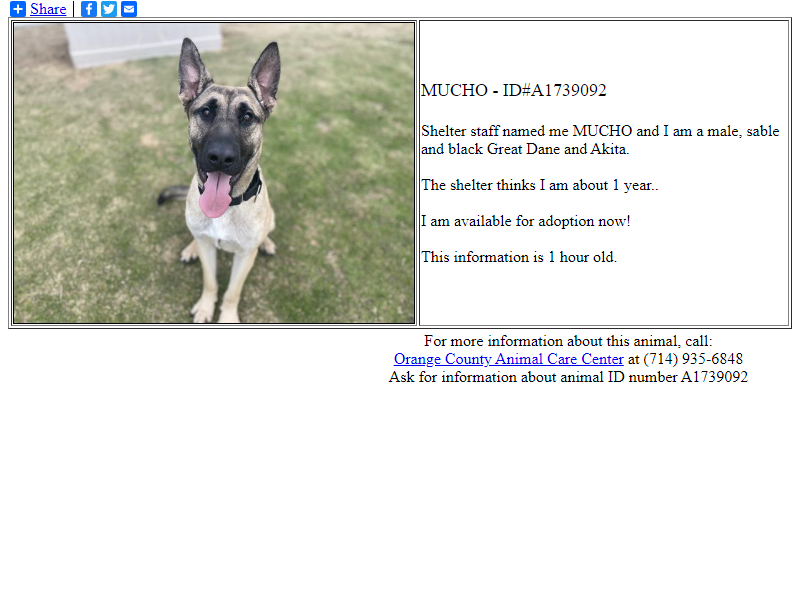 Share
MUCHO - ID#A1739092
Shelter staff named me MUCHO and I am a male, sable
and black Great Dane and Akita.
The shelter thinks I am about 1 year..
I am available for adoption now!
This information is 1 hour old.
For more information about this animal, call:
Orange County Animal Care Center at (714) 935-6848
Ask for information about animal ID number A1739092